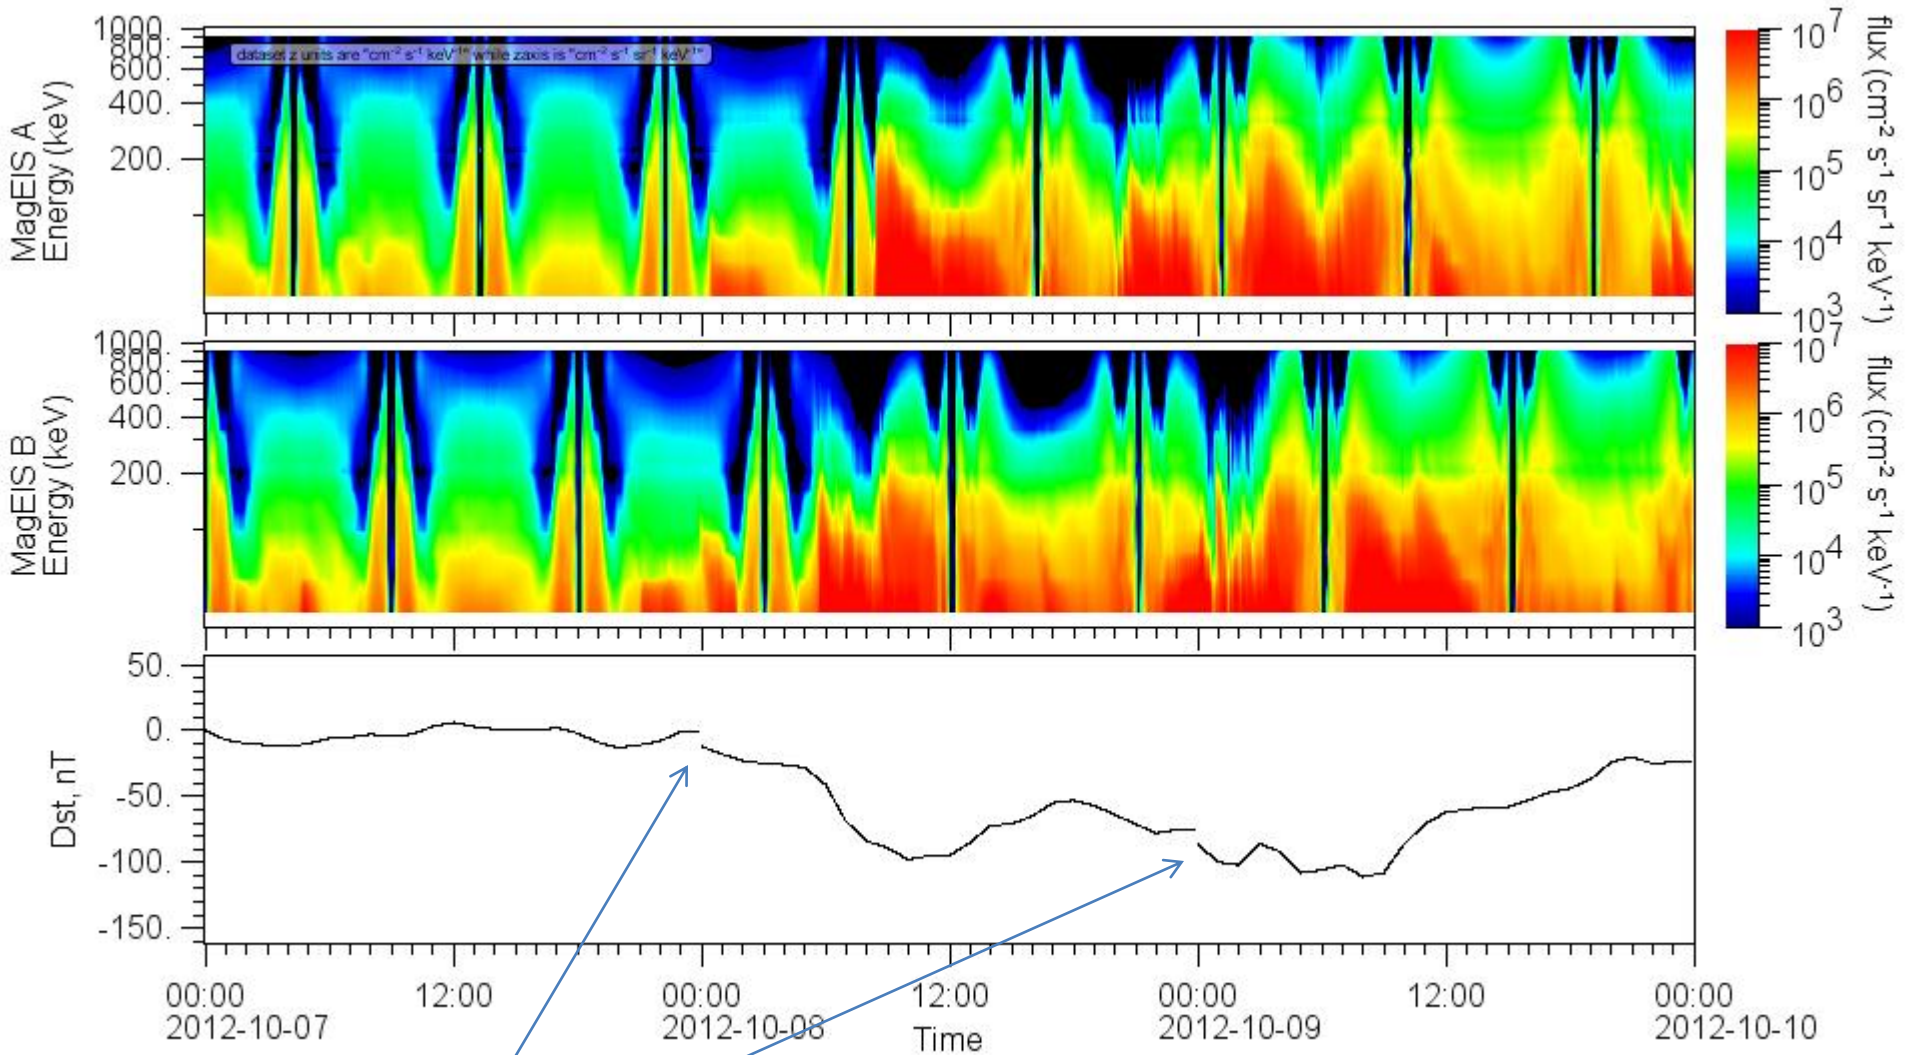 1000.
800.
600.
400.
200.
MagEIS A
Energy (keV)
dataset z units are "cm⁻² s⁻¹ keV⁻¹" while zaxis is "cm⁻² s⁻¹ sr⁻¹ keV⁻¹"
10⁷
10⁶
10⁵
10⁴
10³
flux (cm⁻² s⁻¹ sr⁻¹ keV⁻¹)
1000.
800.
600.
400.
200.
MagEIS B
Energy (keV)
10⁷
10⁶
10⁵
10⁴
10³
flux (cm⁻² s⁻¹ keV⁻¹)
50.
0.
-50.
-100.
-150.
Dst, nT
00:00 12:00 00:00 12:00 00:00 12:00 00:00
2012-10-07 2012-10-08 2012-10-09 2012-10-10
Time